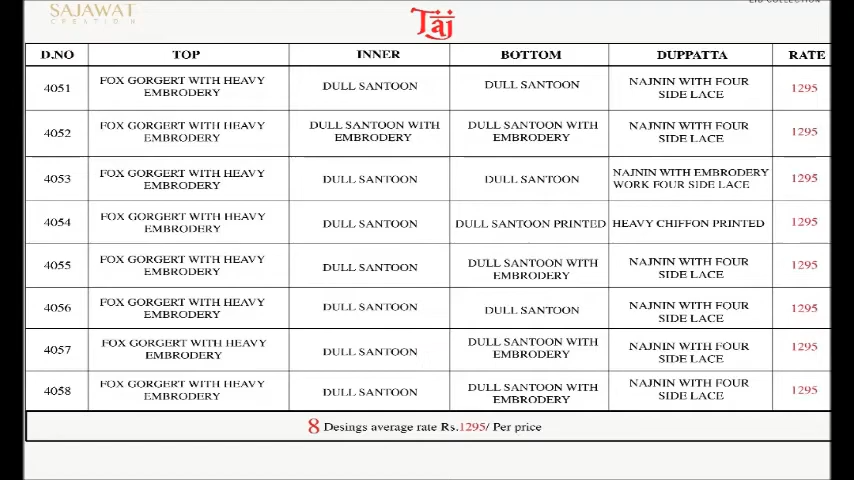 SAJAWAT
CREATION
EID COLLECTION
Taj
D.NO TOP INNER BOTTOM DUPPATTA RATE
4051 FOX GORGERT WITH HEAVY EMBRODERY DULL SANTOON DULL SANTOON NAJNIN WITH FOUR SIDE LACE 1295
4052 FOX GORGERT WITH HEAVY EMBRODERY DULL SANTOON WITH EMBRODERY DULL SANTOON WITH EMBRODERY NAJNIN WITH FOUR SIDE LACE 1295
4053 FOX GORGERT WITH HEAVY EMBRODERY DULL SANTOON DULL SANTOON NAJNIN WITH EMBRODERY WORK FOUR SIDE LACE 1295
4054 FOX GORGERT WITH HEAVY EMBRODERY DULL SANTOON DULL SANTOON PRINTED HEAVY CHIFFON PRINTED 1295
4055 FOX GORGERT WITH HEAVY EMBRODERY DULL SANTOON DULL SANTOON WITH EMBRODERY NAJNIN WITH FOUR SIDE LACE 1295
4056 FOX GORGERT WITH HEAVY EMBRODERY DULL SANTOON DULL SANTOON NAJNIN WITH FOUR SIDE LACE 1295
4057 FOX GORGERT WITH HEAVY EMBRODERY DULL SANTOON DULL SANTOON WITH EMBRODERY NAJNIN WITH FOUR SIDE LACE 1295
4058 FOX GORGERT WITH HEAVY EMBRODERY DULL SANTOON DULL SANTOON WITH EMBRODERY NAJNIN WITH FOUR SIDE LACE 1295
8 Desings average rate Rs.1295/ Per price